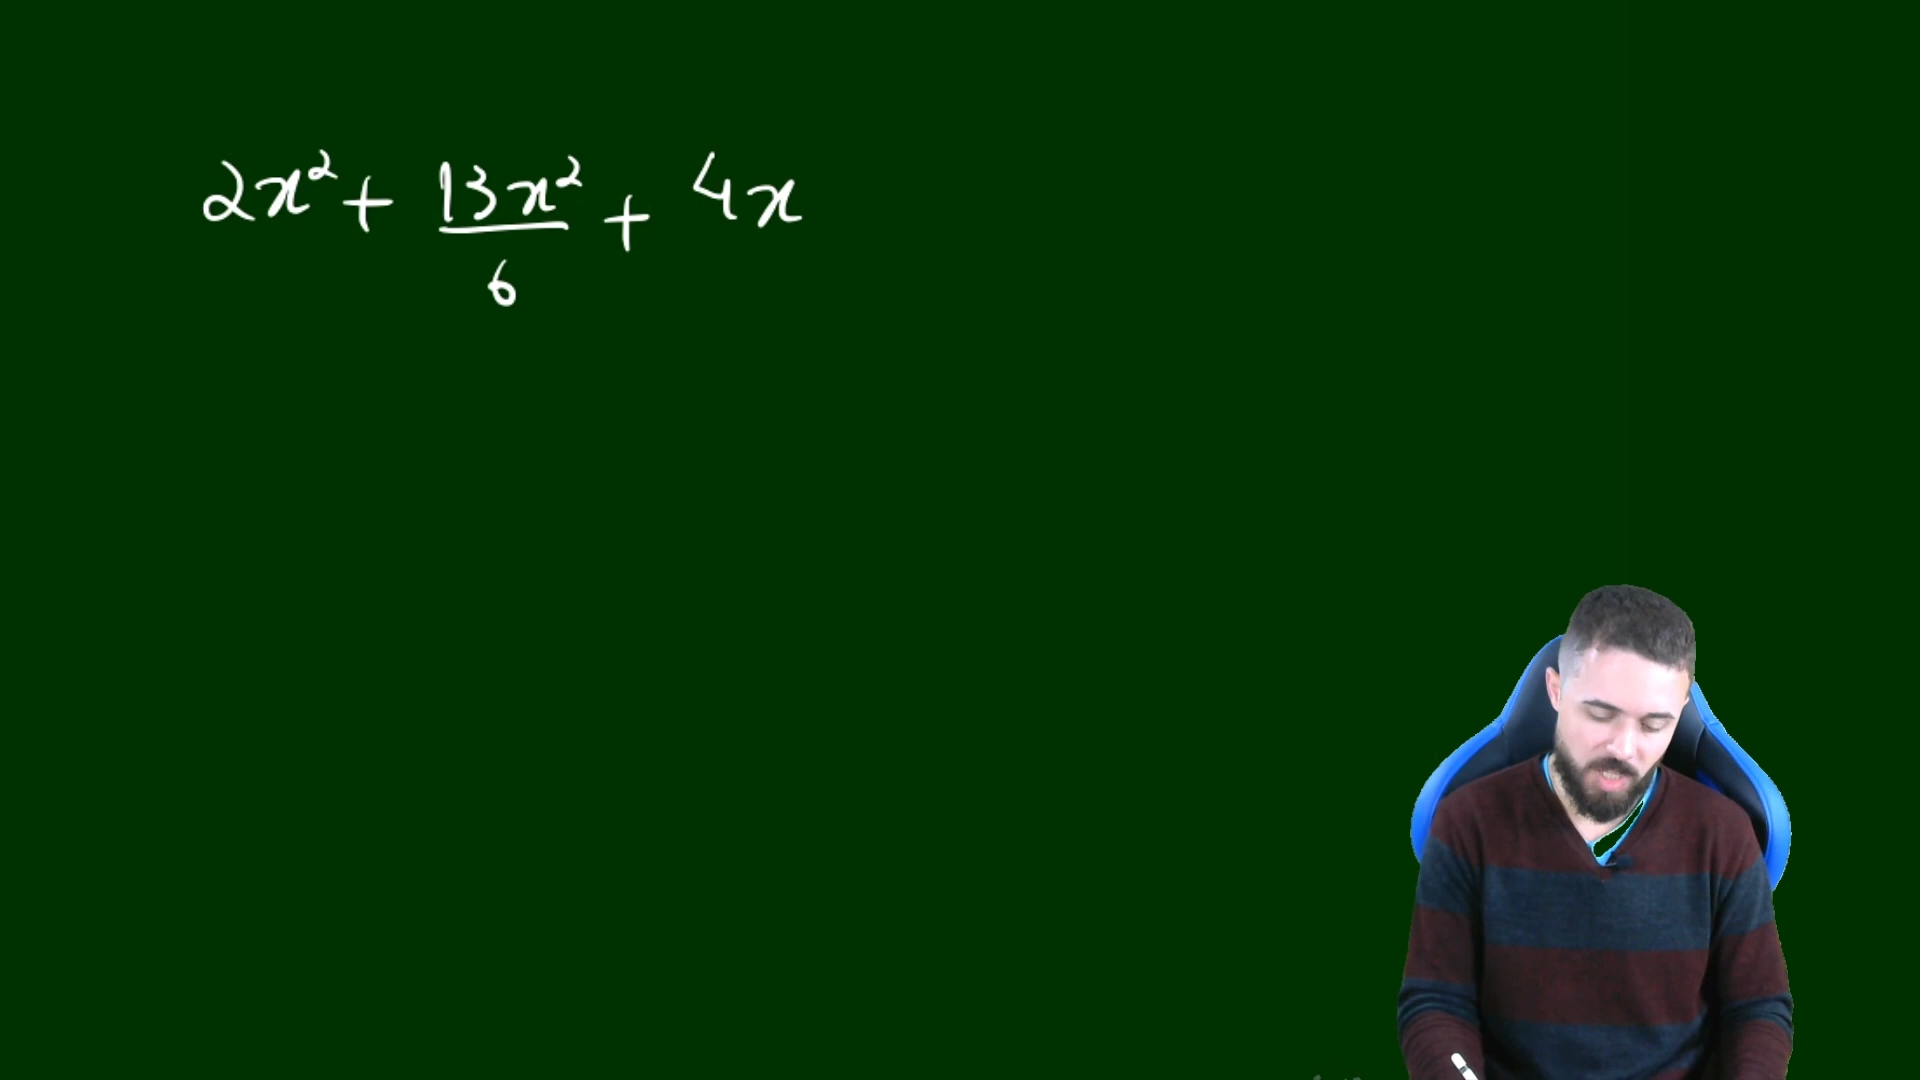 2x² + 13x²/6 + 4x